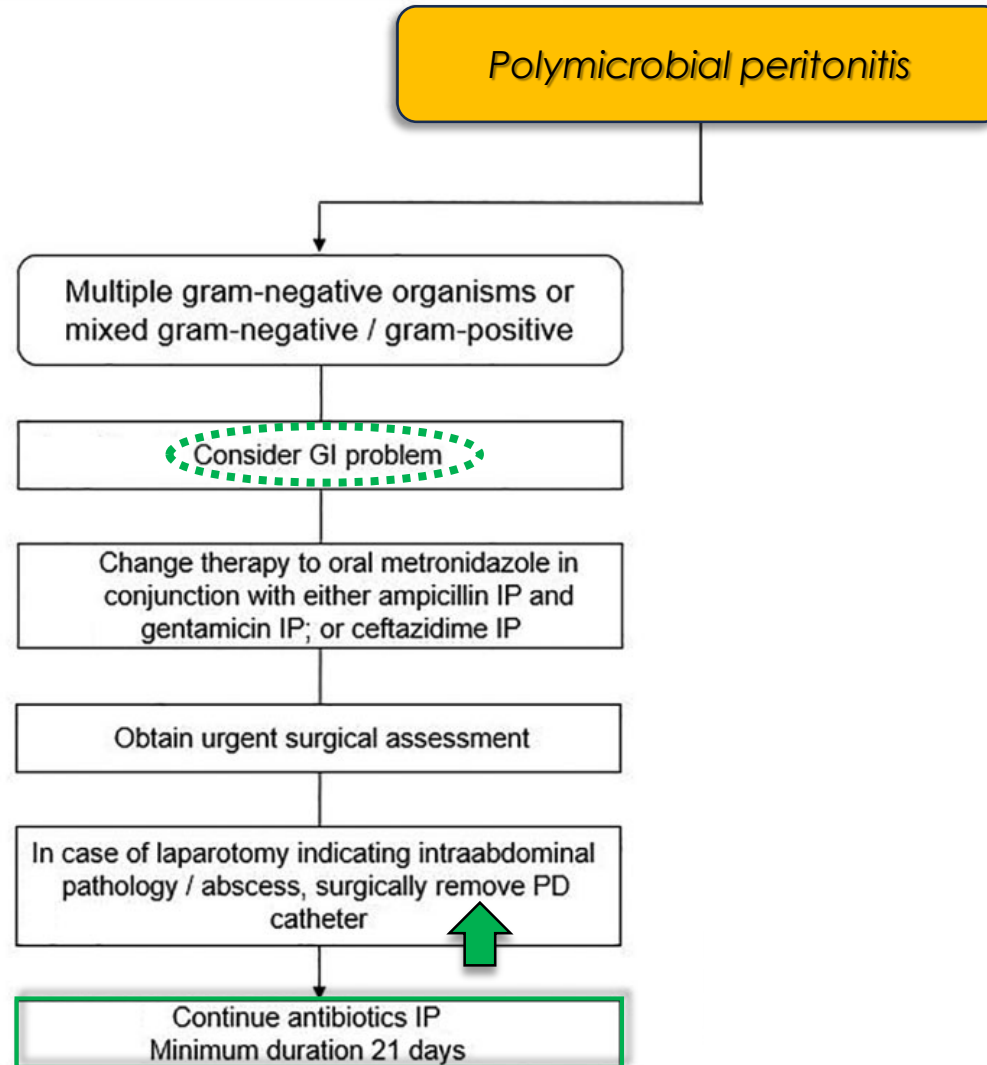 Polymicrobial peritonitis
Multiple gram-negative organisms or
mixed gram-negative / gram-positive
Consider GI problem
Change therapy to oral metronidazole in
conjunction with either ampicillin IP and
gentamicin IP; or ceftazidime IP
Obtain urgent surgical assessment
In case of laparotomy indicating intraabdominal
pathology / abscess, surgically remove PD
catheter
Continue antibiotics IP
Minimum duration 21 days